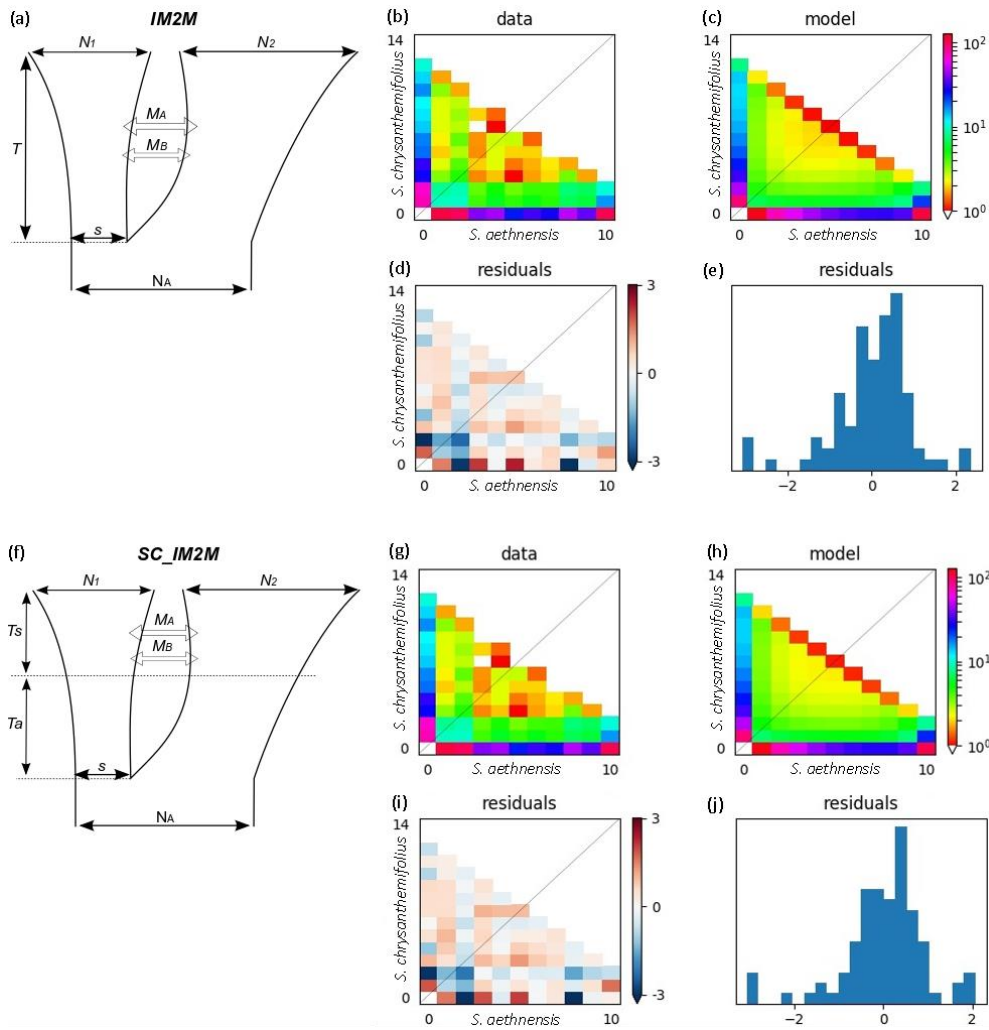 (a) IM2M
N1 N2
MA
MB
T
s
NA
(b) data
14
S. chrysanthemifolius
0
0 10
S. aethnensis
(c) model
S. chrysanthemifolius
14
0
0 10
S. aethnensis
10²
10¹
10⁰
(d) residuals
14
S. chrysanthemifolius
0
0 10
S. aethnensis
3
0
-3
(e) residuals
−2 0 2
(f) SC_IM2M
N1 N2
Ts
MA
MB
Ta
s
NA
(g) data
14
S. chrysanthemifolius
0
0 10
S. aethnensis
(h) model
14
S. chrysanthemifolius
0
0 10
S. aethnensis
10²
10¹
10⁰
(i) residuals
14
S. chrysanthemifolius
0
0 10
S. aethnensis
3
0
-3
(j) residuals
−2 0 2